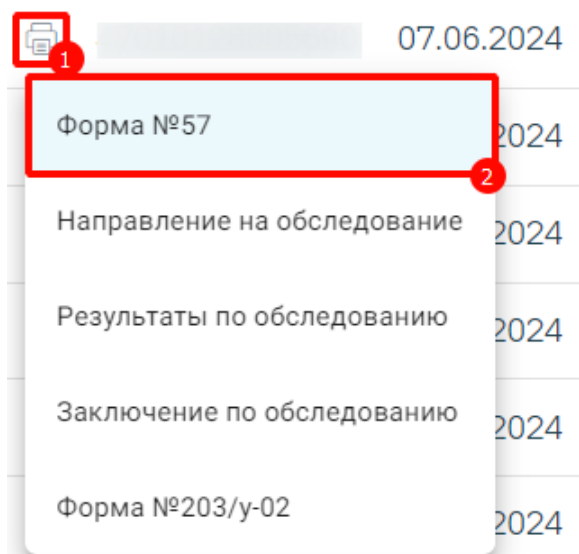 1 07.06.2024
Форма №57
2024
2
Направление на обследование
2024
Результаты по обследованию
2024
Заключение по обследованию
2024
Форма №203/у-02
2024